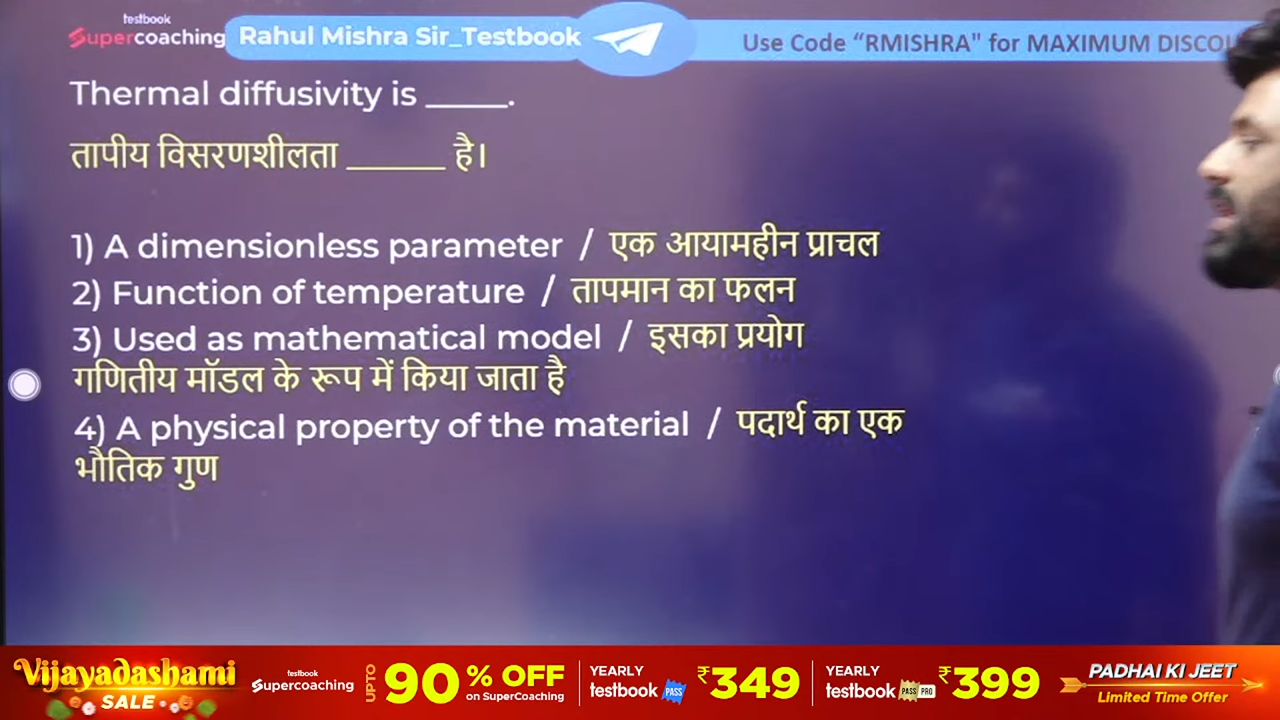 testbook
Supercoaching
Rahul Mishra Sir_Testbook
Use Code “RMISHRA" for MAXIMUM
Thermal diffusivity is _____.
तापीय विसरणशीलता ______ है।
1) A dimensionless parameter / एक आयामहीन प्राचल
2) Function of temperature / तापमान का फलन
3) Used as mathematical model / इसका प्रयोग
गणितीय मॉडल के रूप में किया जाता है
4) A physical property of the material / पदार्थ का एक
भौतिक गुण
Vijayadashami
SALE
testbook
Supercoaching
UPTO
90 % OFF
on SuperCoaching
YEARLY
testbook PASS
₹349
YEARLY
testbook PASS PRO
₹399
PADHAI KI JEET
Limited Time Offer